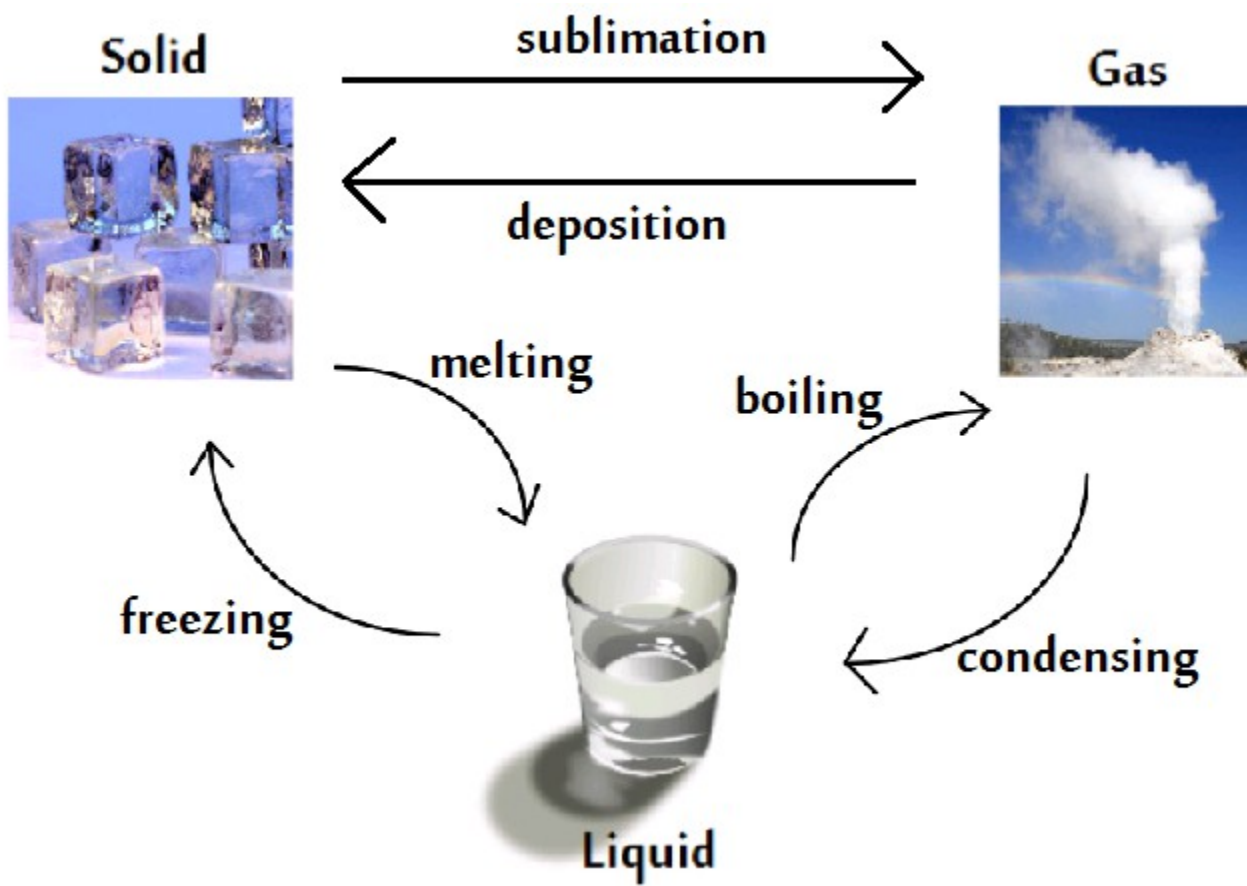 Solid
sublimation
Gas
deposition
melting
boiling
freezing
condensing
Liquid